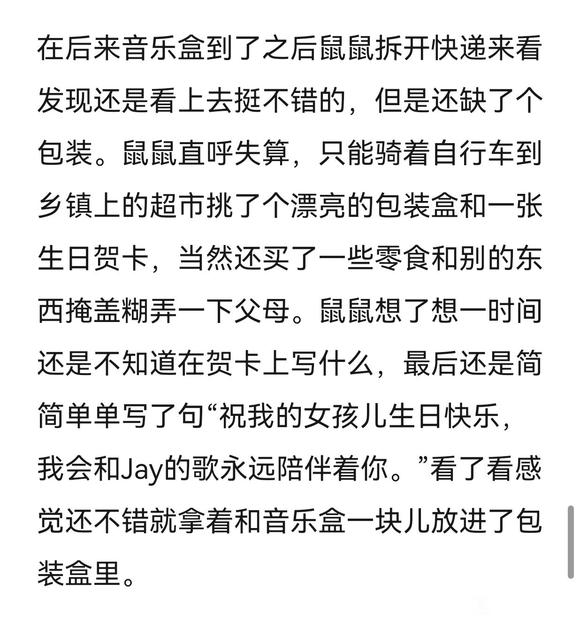 在后来音乐盒到了之后鼠鼠拆开快递来看
发现还是看上去挺不错的，但是还缺了个
包装。鼠鼠直呼失算，只能骑着自行车到
乡镇上的超市挑了个漂亮的包装盒和一张
生日贺卡，当然还买了一些零食和别的东
西掩盖糊弄一下父母。鼠鼠想了想一时间
还是不知道在贺卡上写什么，最后还是简
简单单写了句“祝我的女孩儿生日快乐，
我会和Jay的歌永远陪伴着你。”看了看感
觉还不错就拿着和音乐盒一块儿放进了包
装盒里。